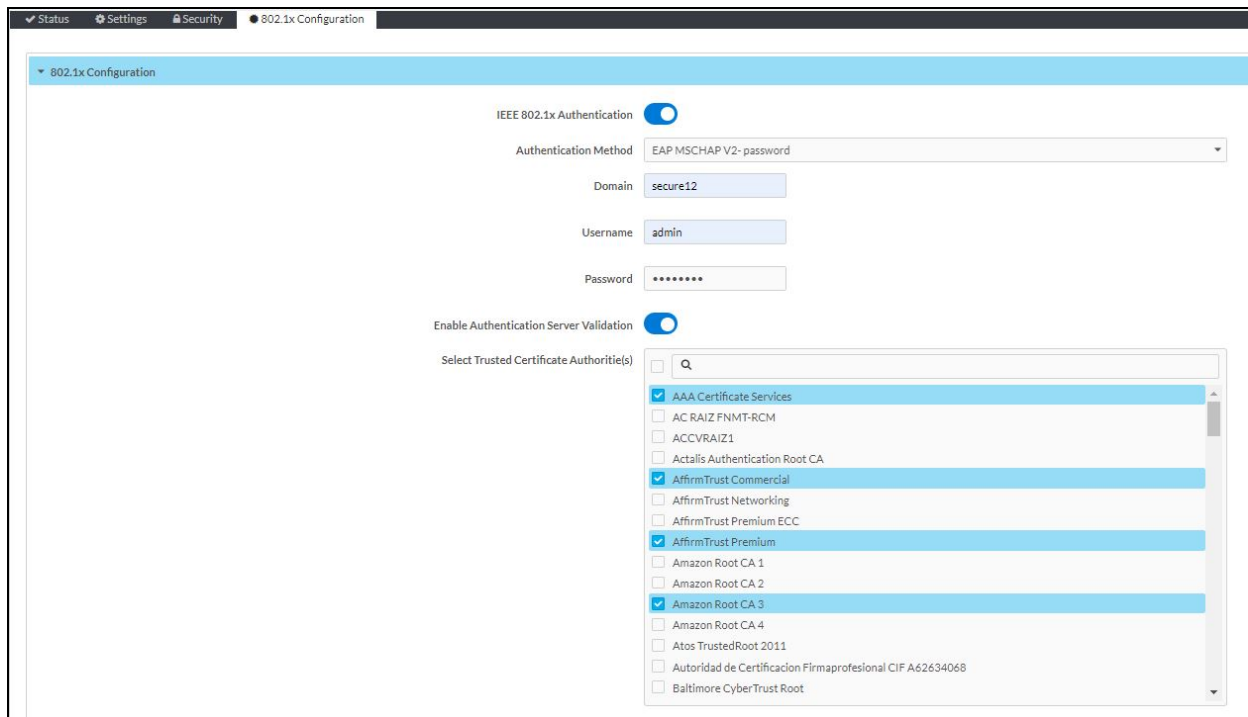 Status Settings Security 802.1x Configuration
802.1x Configuration
IEEE 802.1x Authentication
Authentication Method EAP MSCHAP V2- password
Domain secure12
Username admin
Password ••••••••
Enable Authentication Server Validation
Select Trusted Certificate Authoritie(s)
AAA Certificate Services
AC RAIZ FNMT-RCM
ACCVRAIZ1
Actalis Authentication Root CA
AffirmTrust Commercial
AffirmTrust Networking
AffirmTrust Premium ECC
AffirmTrust Premium
Amazon Root CA 1
Amazon Root CA 2
Amazon Root CA 3
Amazon Root CA 4
Atos TrustedRoot 2011
Autoridad de Certificacion Firmaprofesional CIF A62634068
Baltimore CyberTrust Root